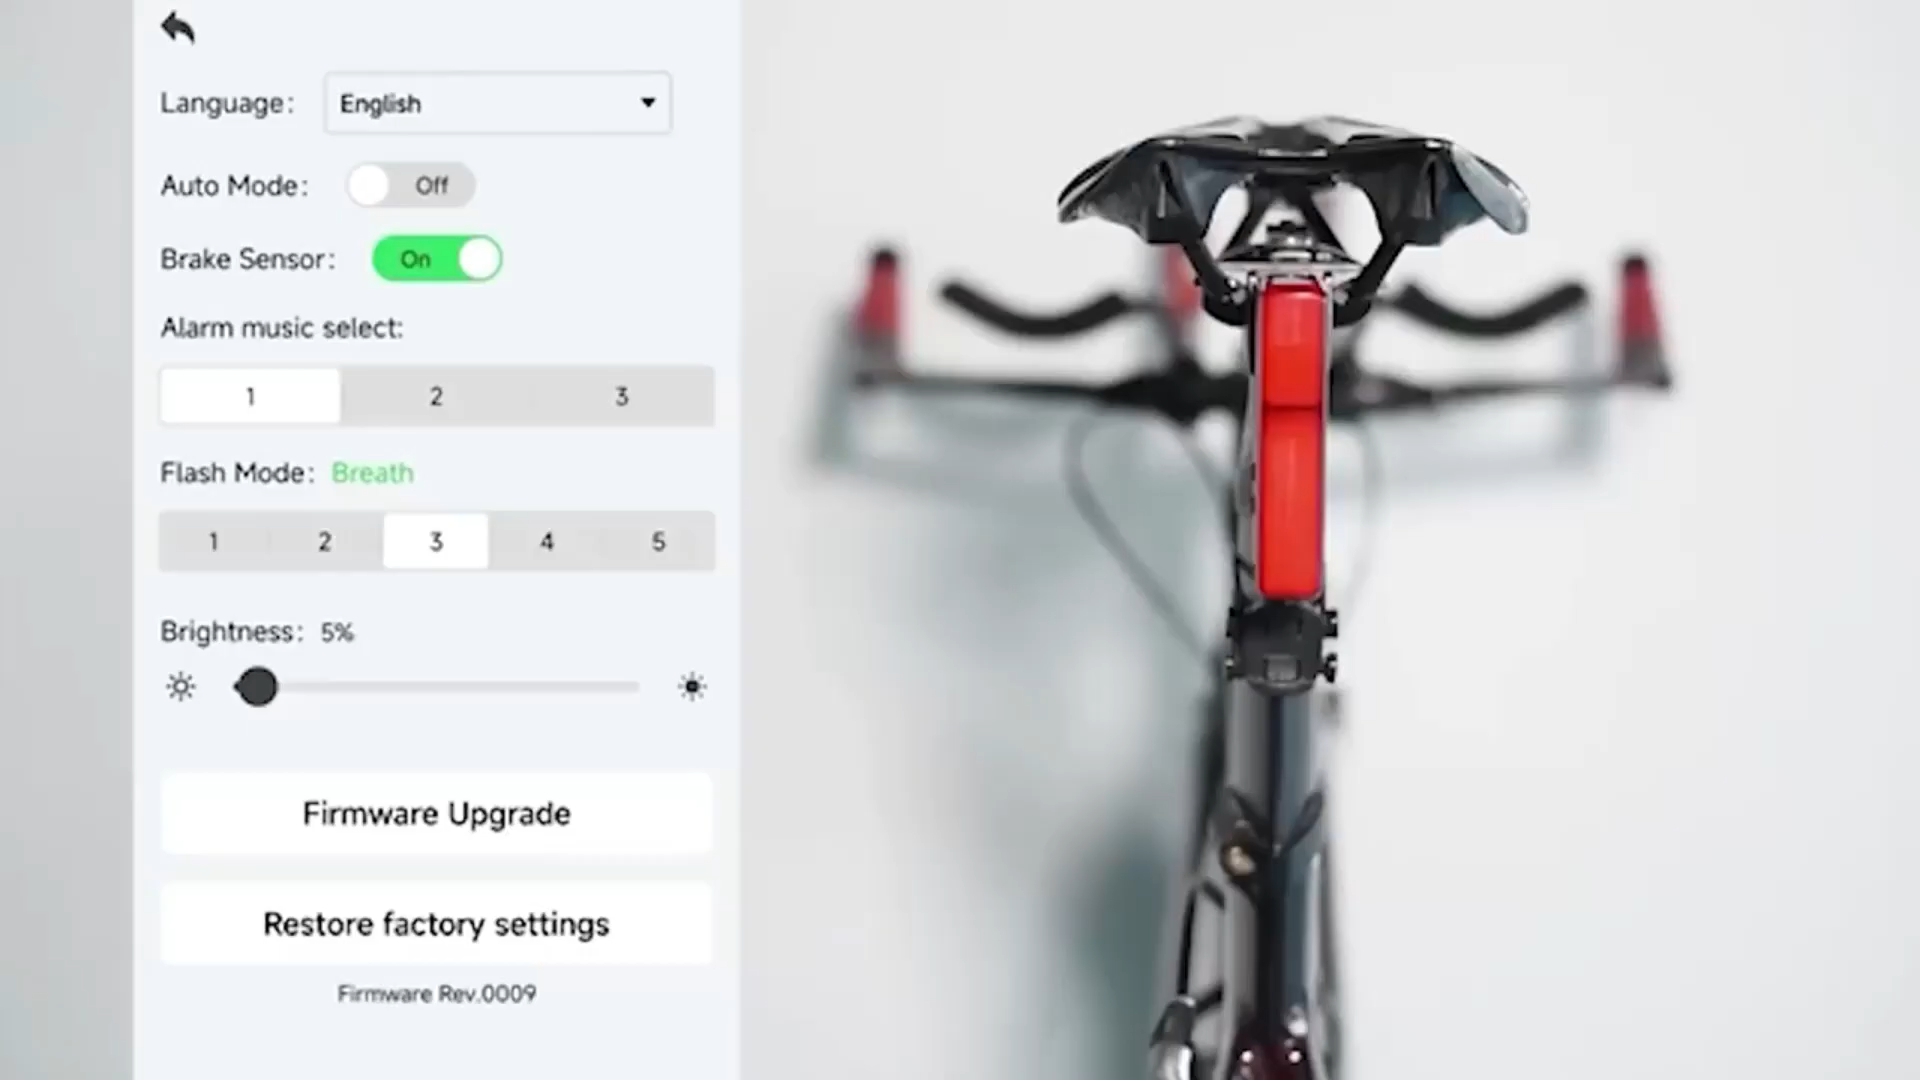 Language: English
Auto Mode: Off
Brake Sensor: On
Alarm music select:
1 2 3
Flash Mode: Breath
1 2 3 4 5
Brightness: 5%
Firmware Upgrade
Restore factory settings
Firmware Rev.0009